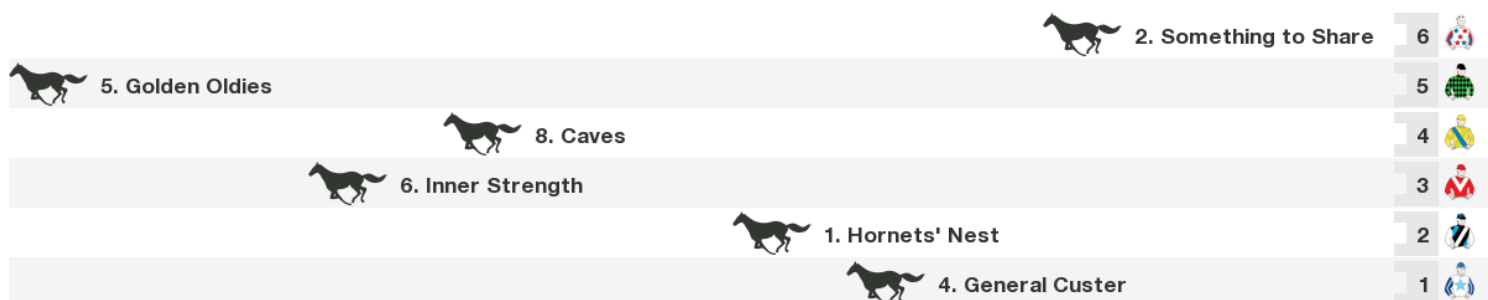 2. Something to Share 6
5. Golden Oldies 5
8. Caves 4
6. Inner Strength 3
1. Hornets' Nest 2
4. General Custer 1